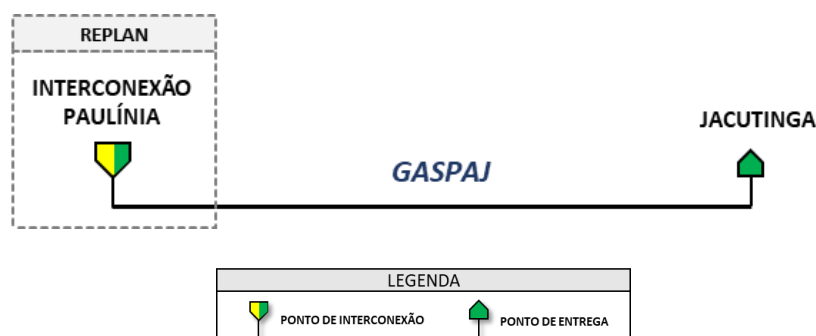 REPLAN
INTERCONEXÃO
PAULÍNIA
JACUTINGA
GASPAJ
LEGENDA
PONTO DE INTERCONEXÃO
PONTO DE ENTREGA